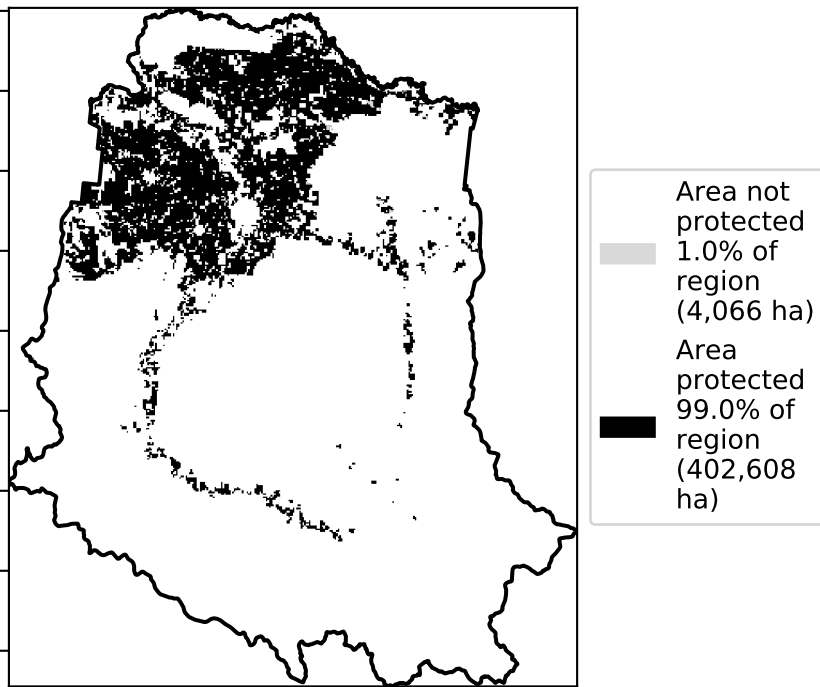 Area not
protected
1.0% of
region
(4,066 ha)
Area
protected
99.0% of
region
(402,608
ha)